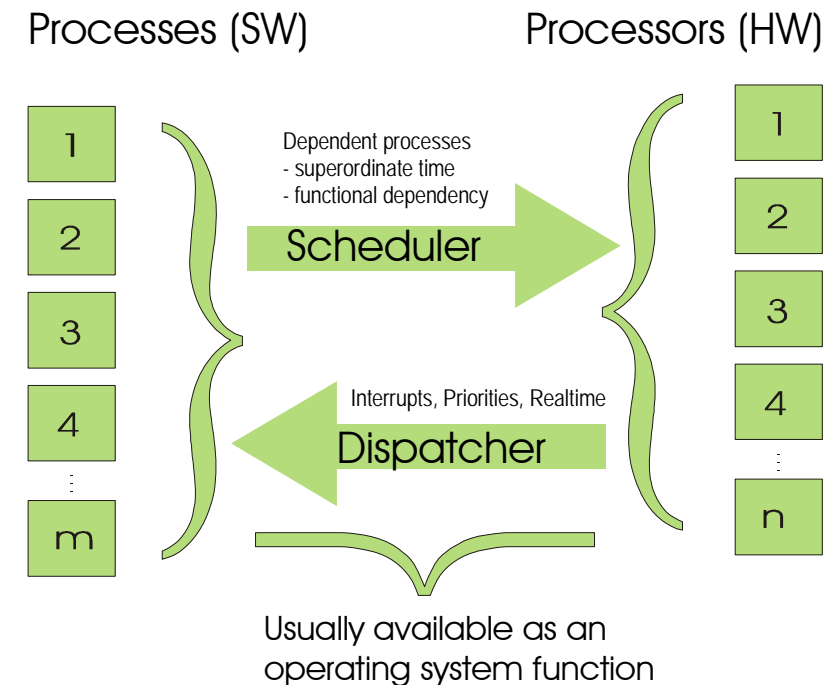 Processes (SW)
Processors (HW)
1
2
3
4
m
Dependent processes
- superordinate time
- functional dependency
Scheduler
Interrupts, Priorities, Realtime
Dispatcher
1
2
3
4
n
Usually available as an
operating system function